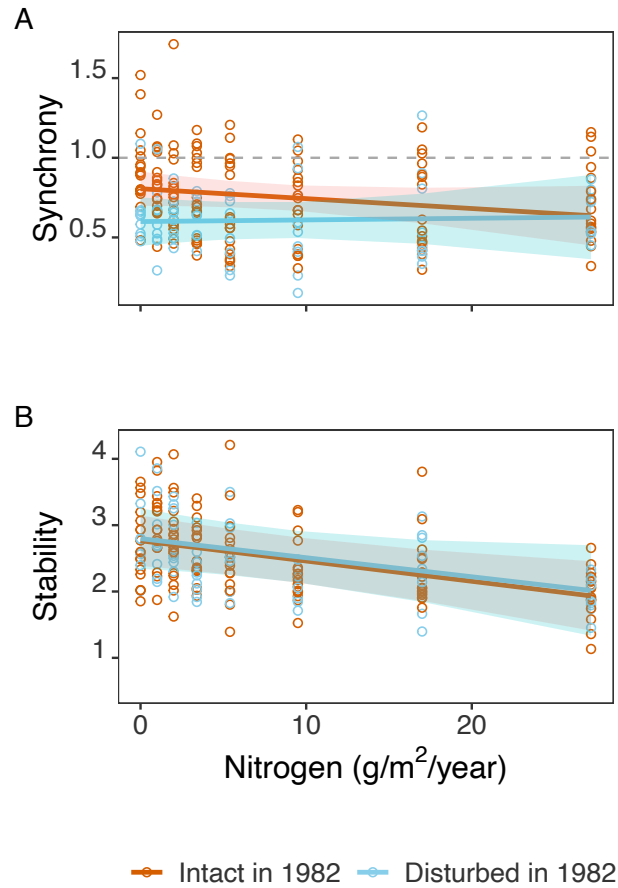 A
1.5
1.0
0.5
Synchrony
B
4
3
2
1
Stability
0 10 20
Nitrogen (g/m²/year)
Intact in 1982 Disturbed in 1982